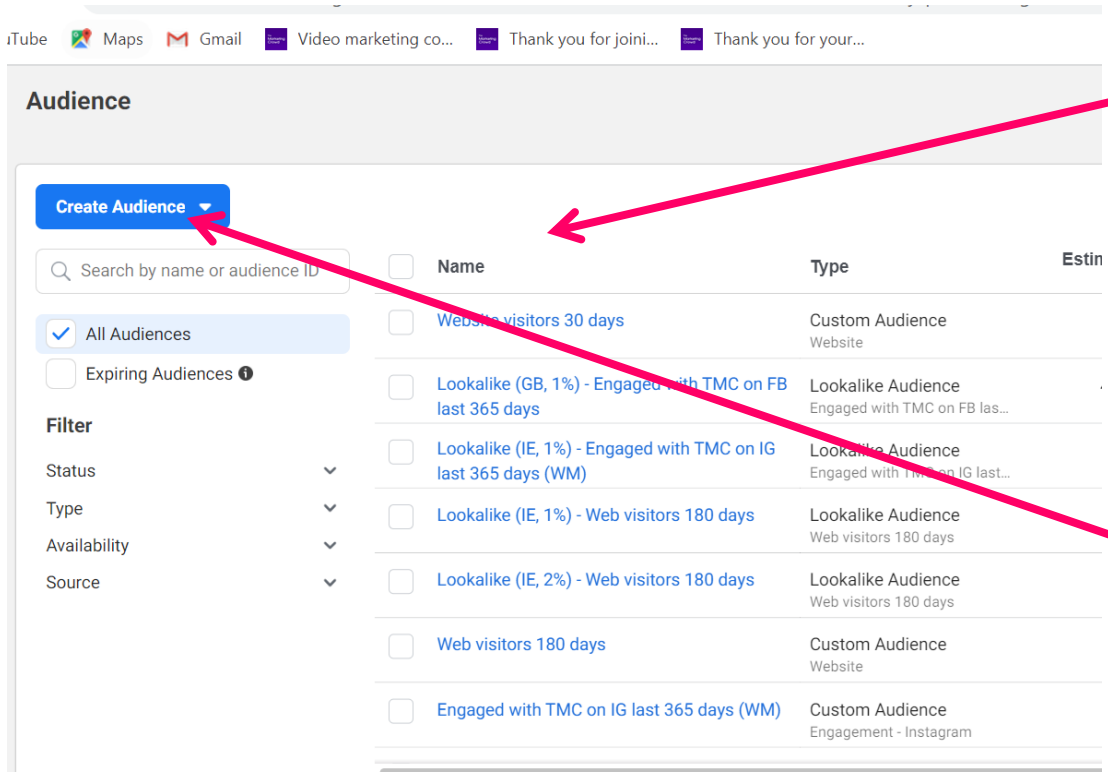 uTube Maps Gmail Video marketing co... Thank you for joini... Thank you for your...
Audience
Create Audience
Search by name or audience ID
All Audiences
Expiring Audiences
Filter
Status
Type
Availability
Source
Name Type Estin
Website visitors 30 days Custom Audience
Website
Lookalike (GB, 1%) - Engaged with TMC on FB Lookalike Audience
last 365 days Engaged with TMC on FB las...
Lookalike (IE, 1%) - Engaged with TMC on IG Lookalike Audience
last 365 days (WM) Engaged with TMC on IG last...
Lookalike (IE, 1%) - Web visitors 180 days Lookalike Audience
Web visitors 180 days
Lookalike (IE, 2%) - Web visitors 180 days Lookalike Audience
Web visitors 180 days
Web visitors 180 days Custom Audience
Website
Engaged with TMC on IG last 365 days (WM) Custom Audience
Engagement - Instagram